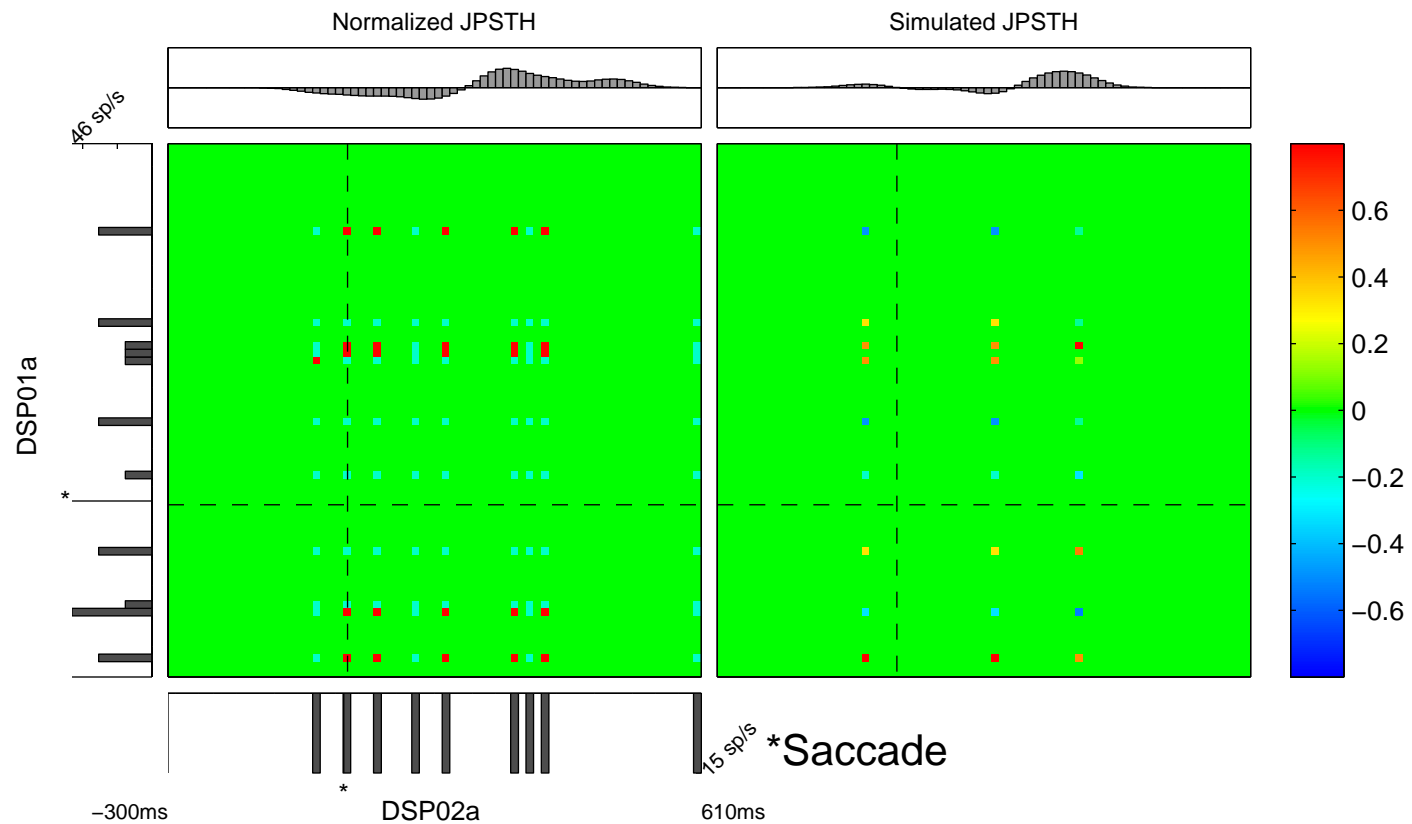 Normalized JPSTH
Simulated JPSTH
46 sp/s
DSP01a
*
0.6
0.4
0.2
0
−0.2
−0.4
−0.6
15 sp/s
*Saccade
*
−300ms
DSP02a
610ms